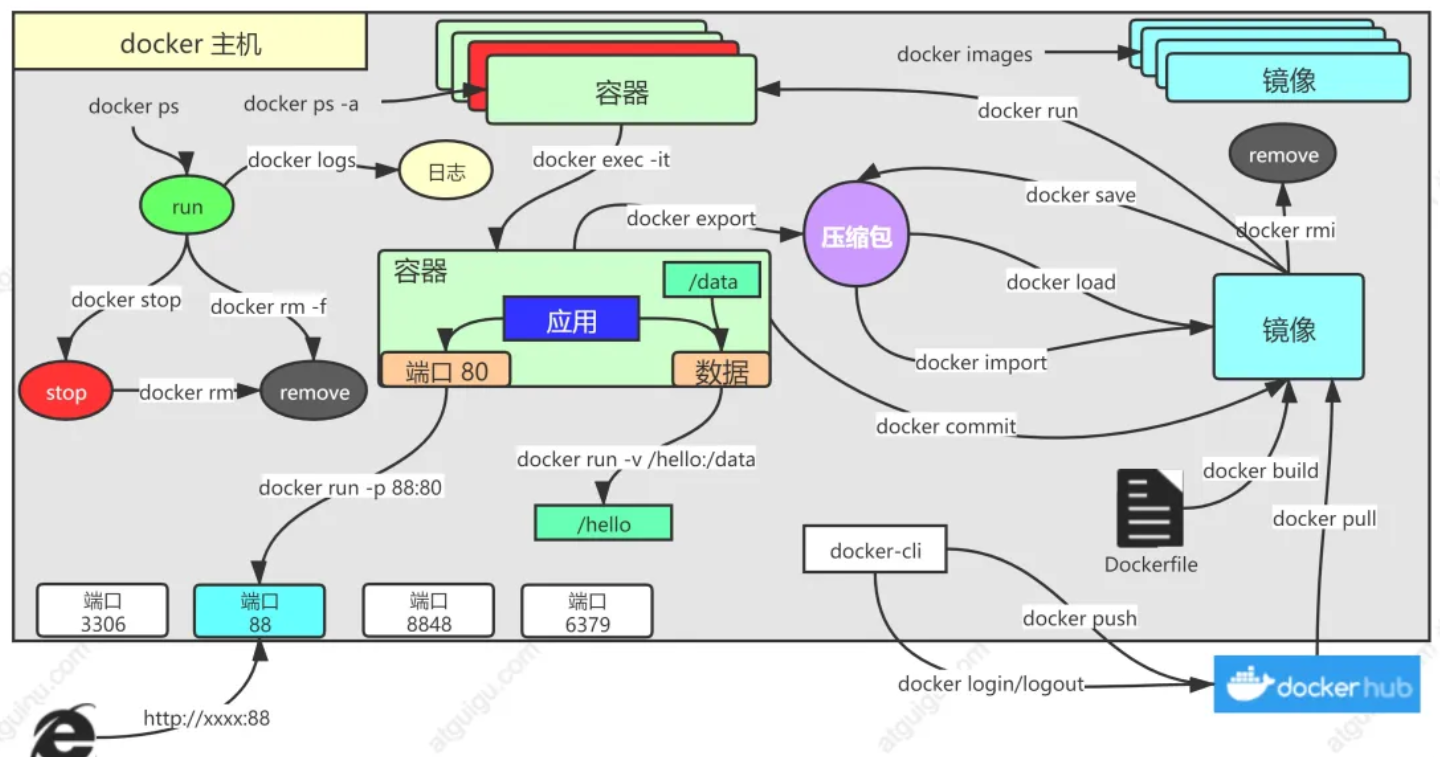 docker 主机
docker images
镜像
docker ps
docker ps -a
容器
docker run
docker logs
日志
docker exec -it
remove
run
docker export
压缩包
docker save
docker rmi
容器
/data
docker load
docker stop
docker rm -f
应用
镜像
端口 80
数据
docker import
stop
docker rm
remove
docker commit
docker run -v /hello:/data
docker build
docker run -p 88:80
/hello
docker pull
docker-cli
Dockerfile
端口
3306
端口
88
端口
8848
端口
6379
docker push
docker login/logout
docker hub
http://xxxx:88
atguigu.com
atguigu.com
atguigu.com